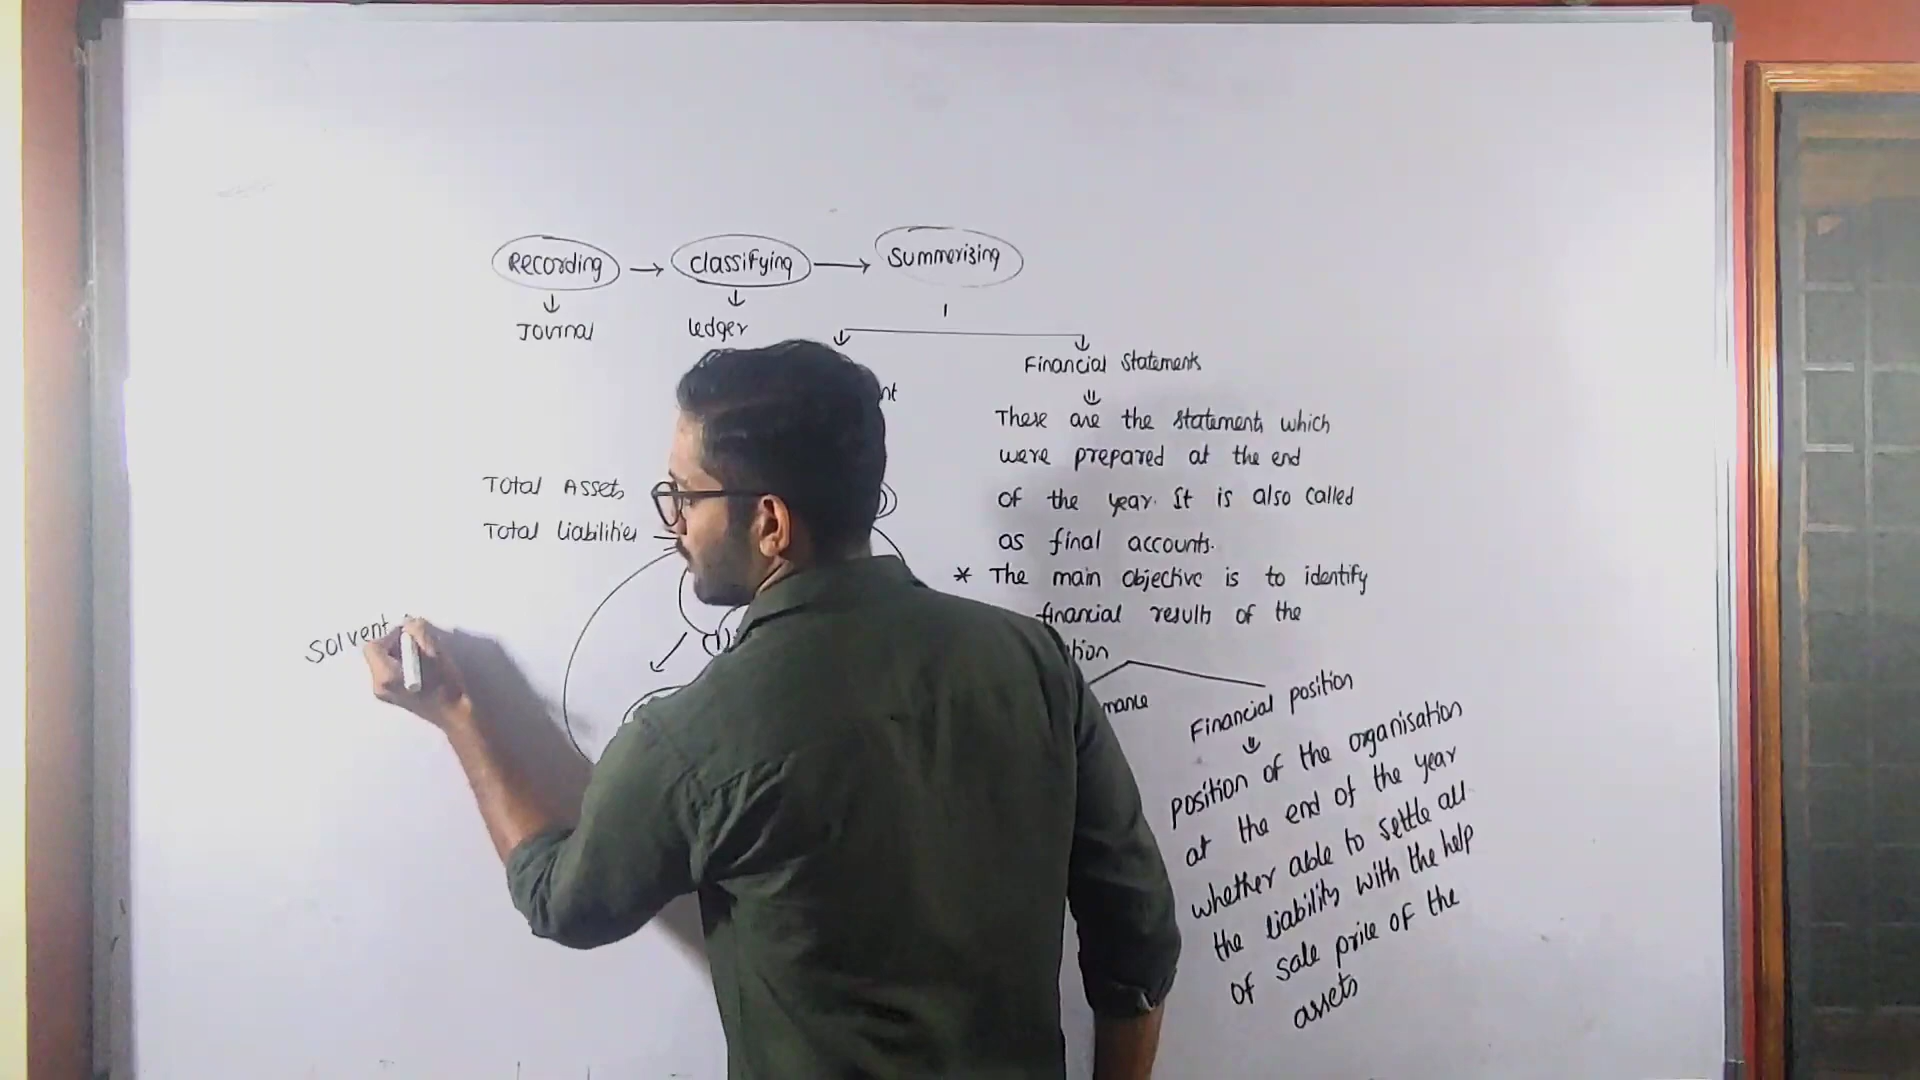 Recording → classifying → Summerizing
Journal
ledger
Financial Statements
These are the statements which
were prepared at the end
of the year. It is also called
as final accounts.
* The main objective is to identify
financial results of the
Financial position
position of the organisation
at the end of the year
whether able to settle all
the liability with the help
of sale price of the
assets
Total Assets
Total liabilities
(1)
Solvent